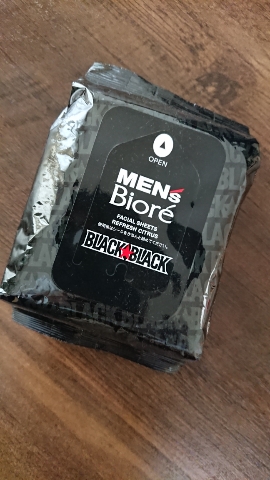 OPEN
MEN's
Bioré
FACIAL SHEETS
REFRESH CITRUS
BLACK BLACK